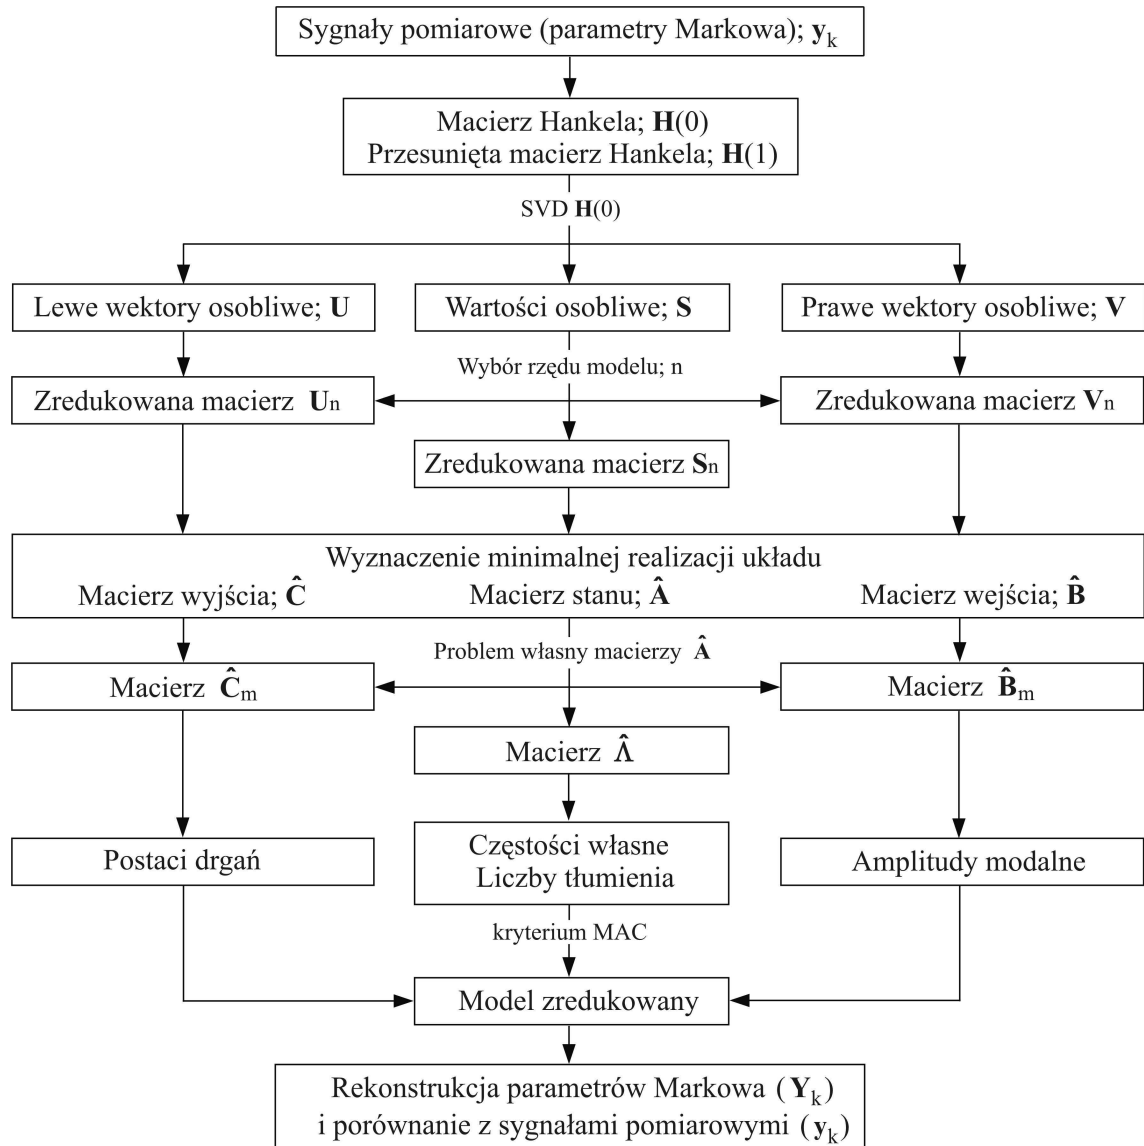 Sygnały pomiarowe (parametry Markowa); yk
Macierz Hankela; H(0)
Przesunięta macierz Hankela; H(1)
SVD H(0)
Lewe wektory osobliwe; U
Wartości osobliwe; S
Prawe wektory osobliwe; V
Wybór rzędu modelu; n
Zredukowana macierz Un
Zredukowana macierz Vn
Zredukowana macierz Sn
Wyznaczenie minimalnej realizacji układu
Macierz wyjścia; Ĉ
Macierz stanu; Â
Macierz wejścia; B̂
Problem własny macierzy Â
Macierz Ĉm
Macierz B̂m
Macierz Λ̂
Postaci drgań
Częstości własne
Liczby tłumienia
Amplitudy modalne
kryterium MAC
Model zredukowany
Rekonstrukcja parametrów Markowa (Yk)
i porównanie z sygnałami pomiarowymi (yk)